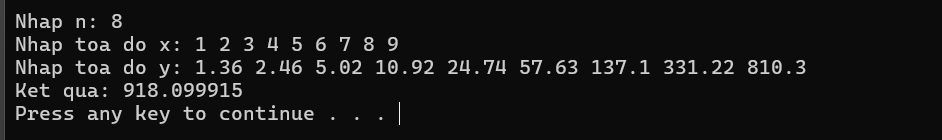 Nhap n: 8
Nhap toa do x: 1 2 3 4 5 6 7 8 9
Nhap toa do y: 1.36 2.46 5.02 10.92 24.74 57.63 137.1 331.22 810.3
Ket qua: 918.099915
Press any key to continue . . .